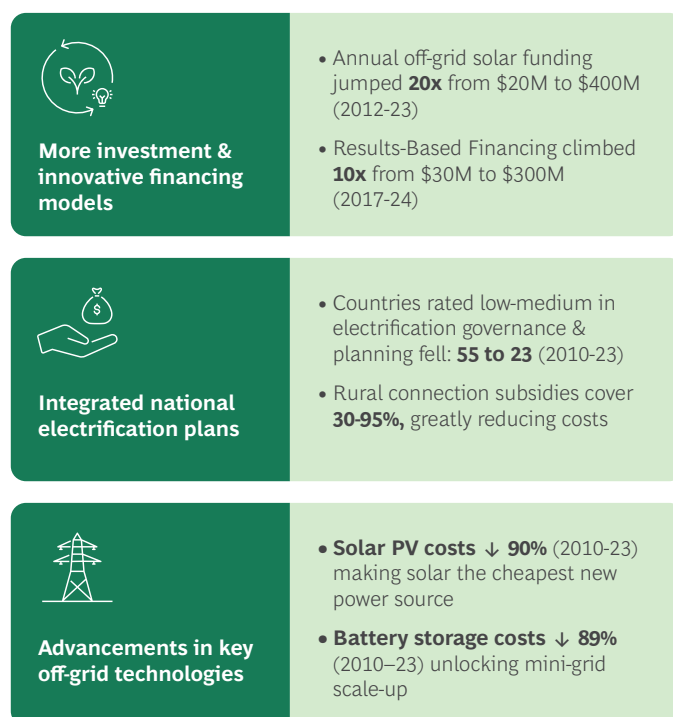 More investment &
innovative financing
models
• Annual off-grid solar funding
jumped 20x from $20M to $400M
(2012-23)
• Results-Based Financing climbed
10x from $30M to $300M
(2017-24)
$
Integrated national
electrification plans
• Countries rated low-medium in
electrification governance &
planning fell: 55 to 23 (2010-23)
• Rural connection subsidies cover
30-95%, greatly reducing costs
Advancements in key
off-grid technologies
• Solar PV costs ↓ 90% (2010-23)
making solar the cheapest new
power source
• Battery storage costs ↓ 89%
(2010–23) unlocking mini-grid
scale-up